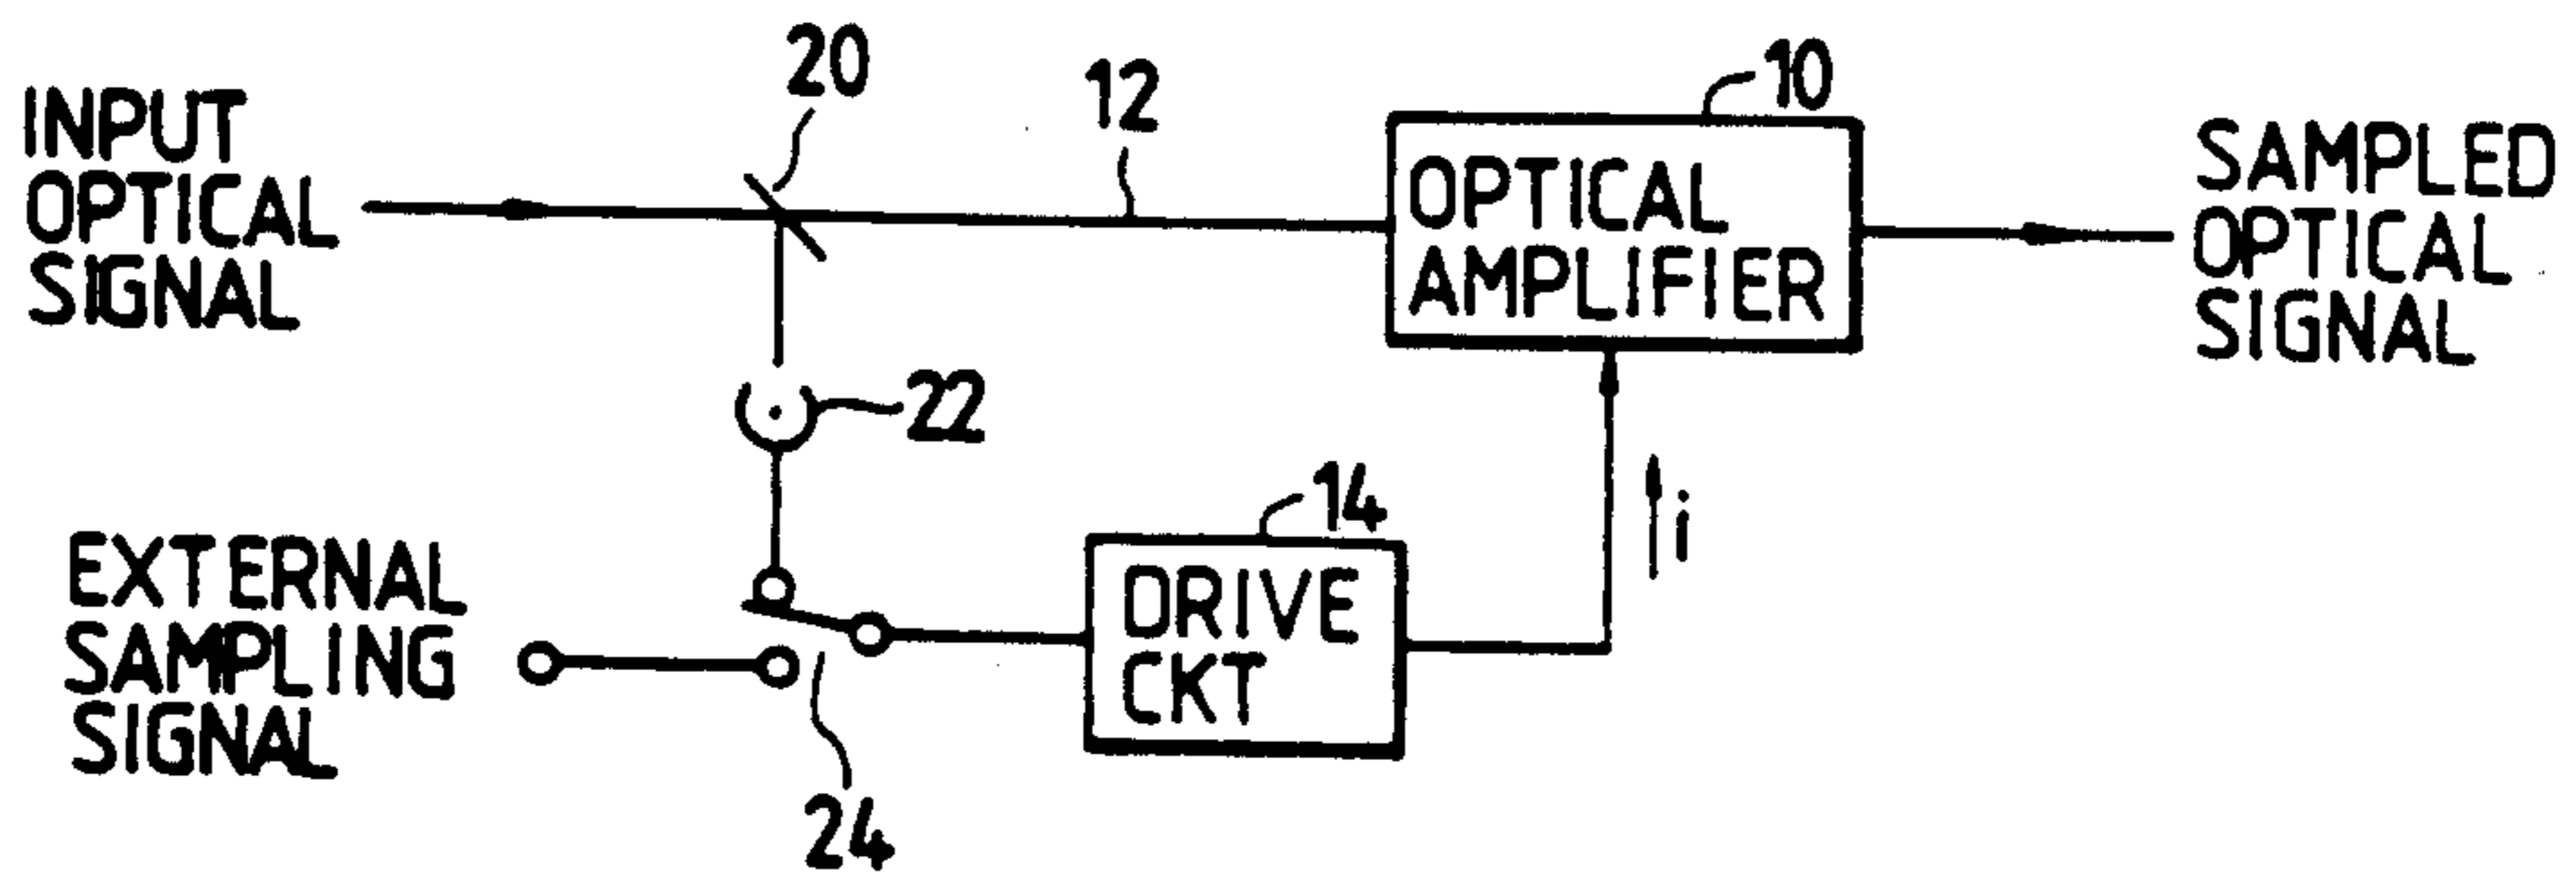 INPUT
OPTICAL
SIGNAL
20
12
10
OPTICAL
AMPLIFIER
SAMPLED
OPTICAL
SIGNAL
22
EXTERNAL
SAMPLING
SIGNAL
24
14
DRIVE
CKT
i